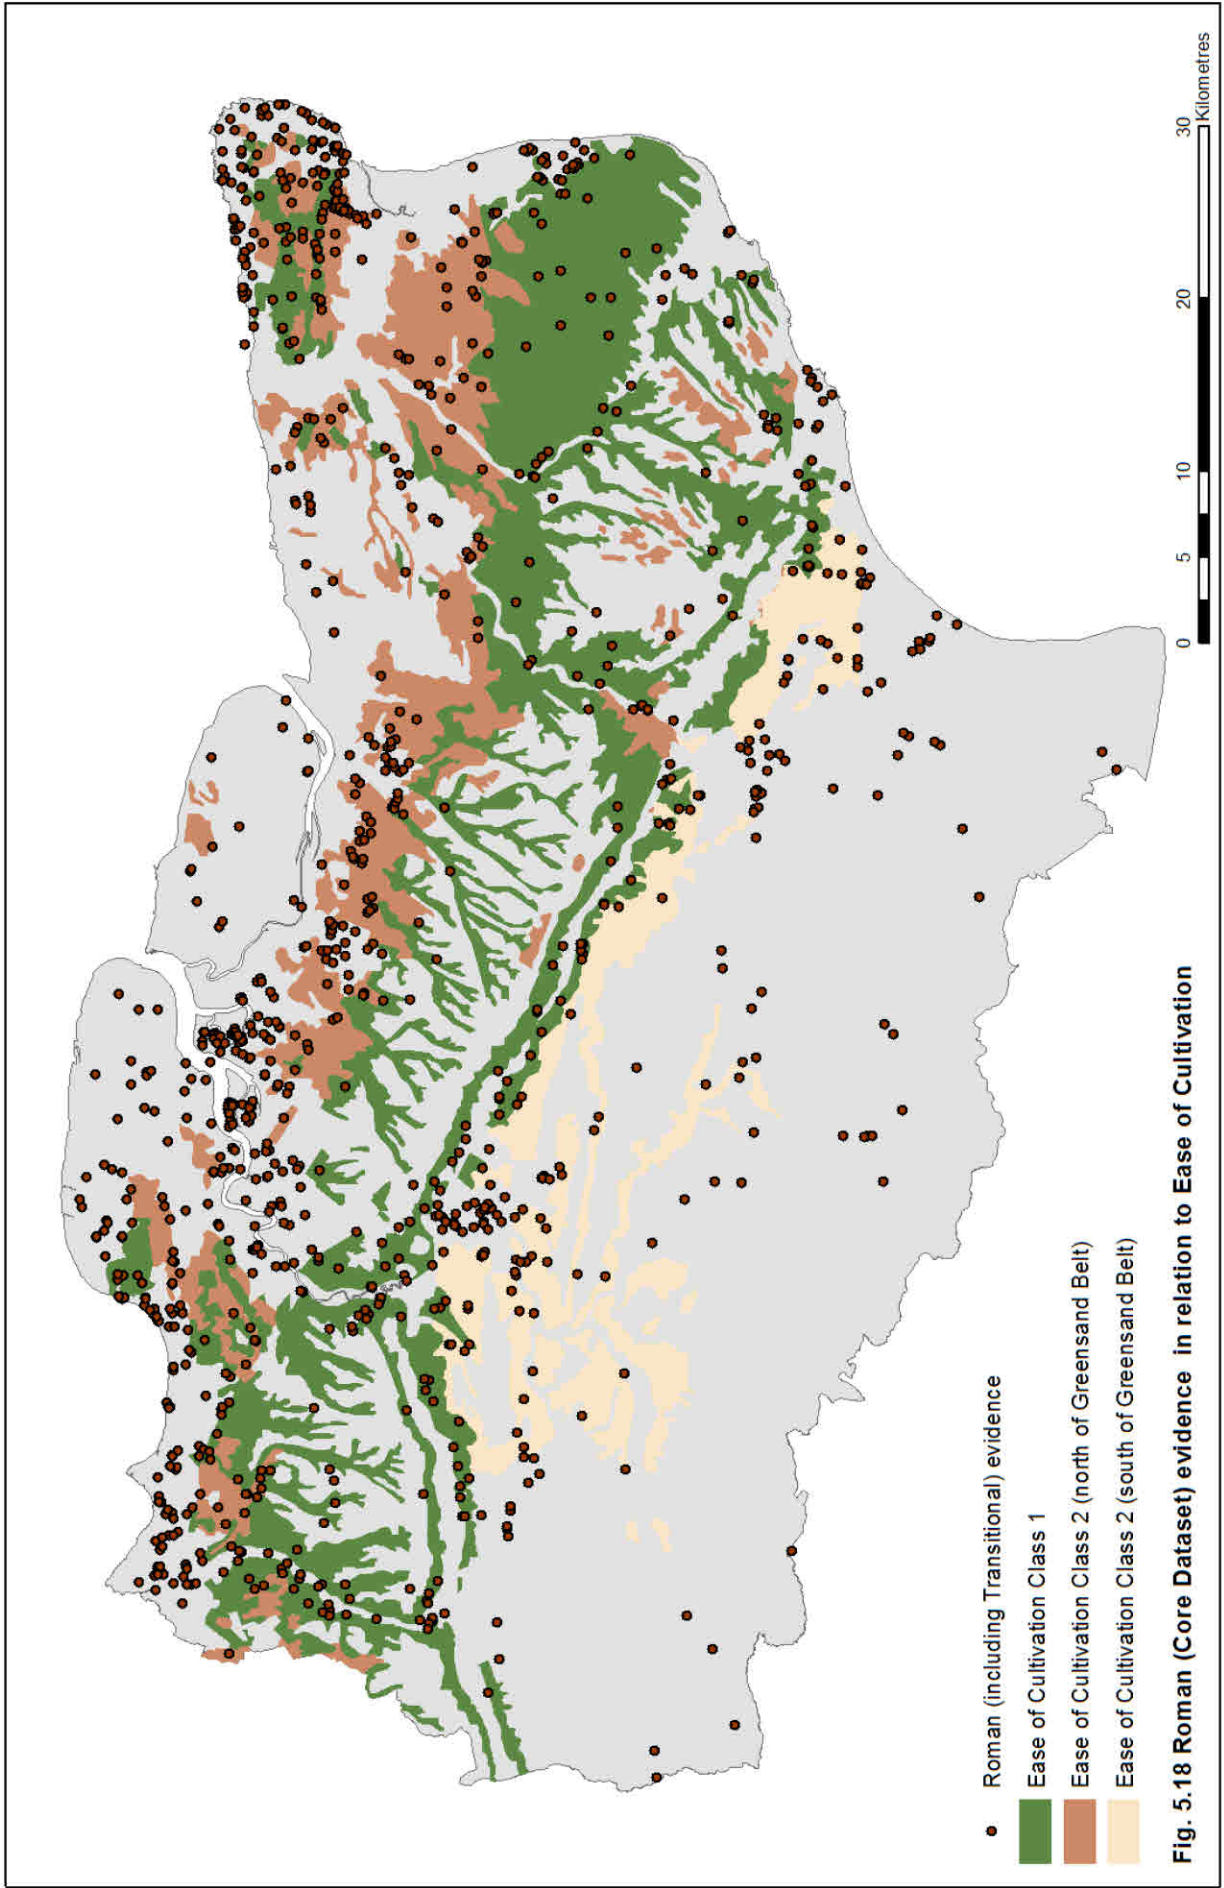 Roman (including Transitional) evidence
Ease of Cultivation Class 1
Ease of Cultivation Class 2 (north of Greensand Belt)
Ease of Cultivation Class 2 (south of Greensand Belt)
Fig. 5.18 Roman (Core Dataset) evidence in relation to Ease of Cultivation
0 5 10 20 30
Kilometres